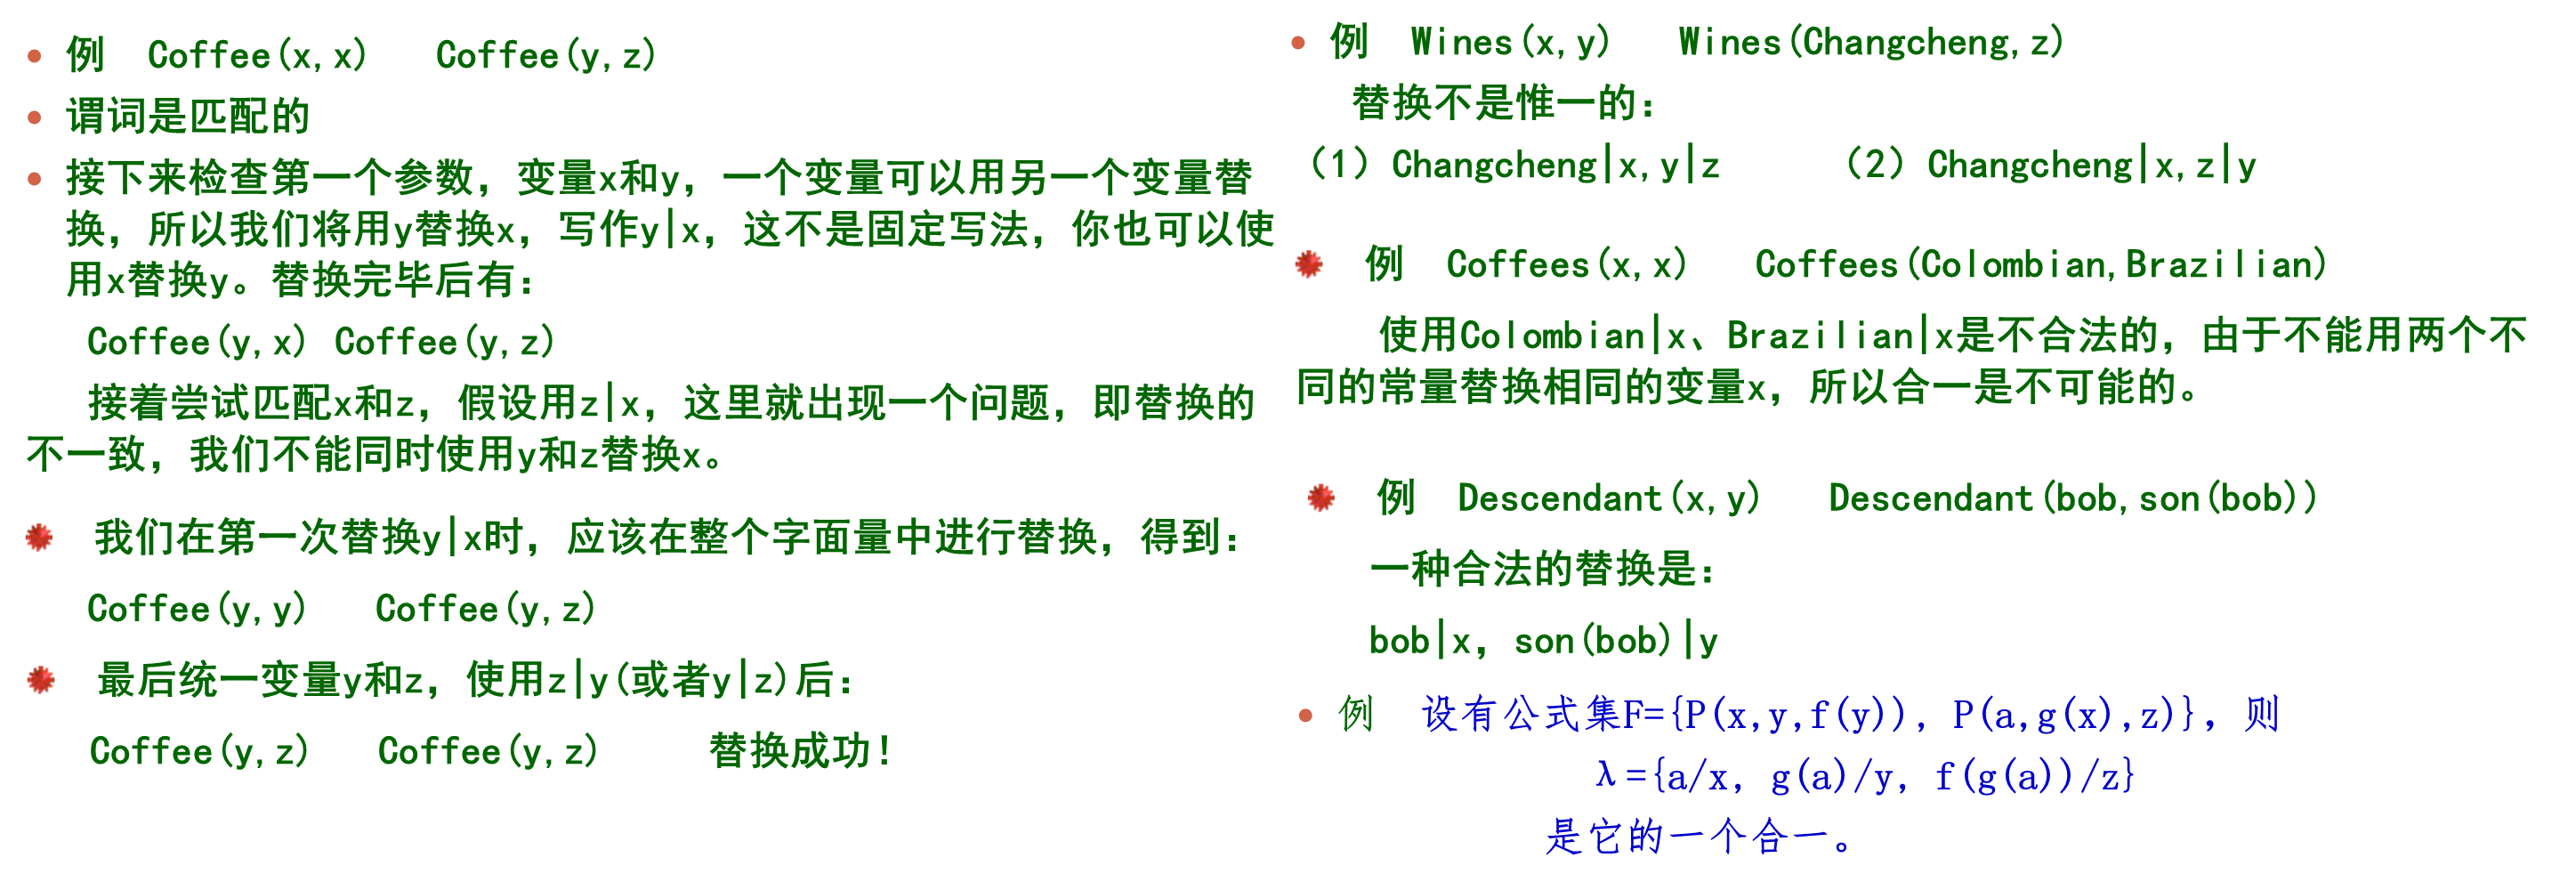 • 例 Coffee(x,x) Coffee(y,z)
• 谓词是匹配的
• 接下来检查第一个参数，变量x和y，一个变量可以用另一个变量替
换，所以我们将用y替换x，写作y|x，这不是固定写法，你也可以使
用x替换y。替换完毕后有：
Coffee(y,x) Coffee(y,z)
接着尝试匹配x和z，假设用z|x，这里就出现一个问题，即替换的
不一致，我们不能同时使用y和z替换x。
我们在第一次替换y|x时，应该在整个字面量中进行替换，得到：
Coffee(y,y) Coffee(y,z)
最后统一变量y和z，使用z|y(或者y|z)后：
Coffee(y,z) Coffee(y,z) 替换成功！
• 例 Wines(x,y) Wines(Changcheng,z)
替换不是惟一的：
（1）Changcheng|x,y|z （2）Changcheng|x,z|y
例 Coffees(x,x) Coffees(Colombian,Brazilian)
使用Colombian|x、Brazilian|x是不合法的，由于不能用两个不
同的常量替换相同的变量x，所以合一是不可能的。
例 Descendant(x,y) Descendant(bob,son(bob))
一种合法的替换是：
bob|x，son(bob)|y
• 例 设有公式集F={P(x,y,f(y)), P(a,g(x),z)}，则
λ={a/x, g(a)/y, f(g(a))/z}
是它的一个合一。